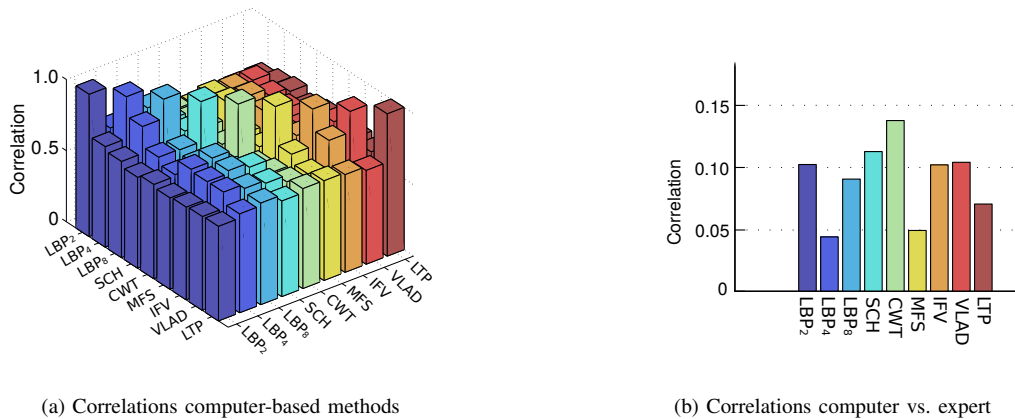 1.0
0.5
0
Correlation
LBP₂
LBP₄
LBP₈
SCH
CWT
MFS
IFV
VLAD
LTP
LBP₂
LBP₄
LBP₈
SCH
CWT
MFS
IFV
VLAD
LTP
(a) Correlations computer-based methods
0.15
0.10
0.05
0
Correlation
LBP₂
LBP₄
LBP₈
SCH
CWT
MFS
IFV
VLAD
LTP
(b) Correlations computer vs. expert